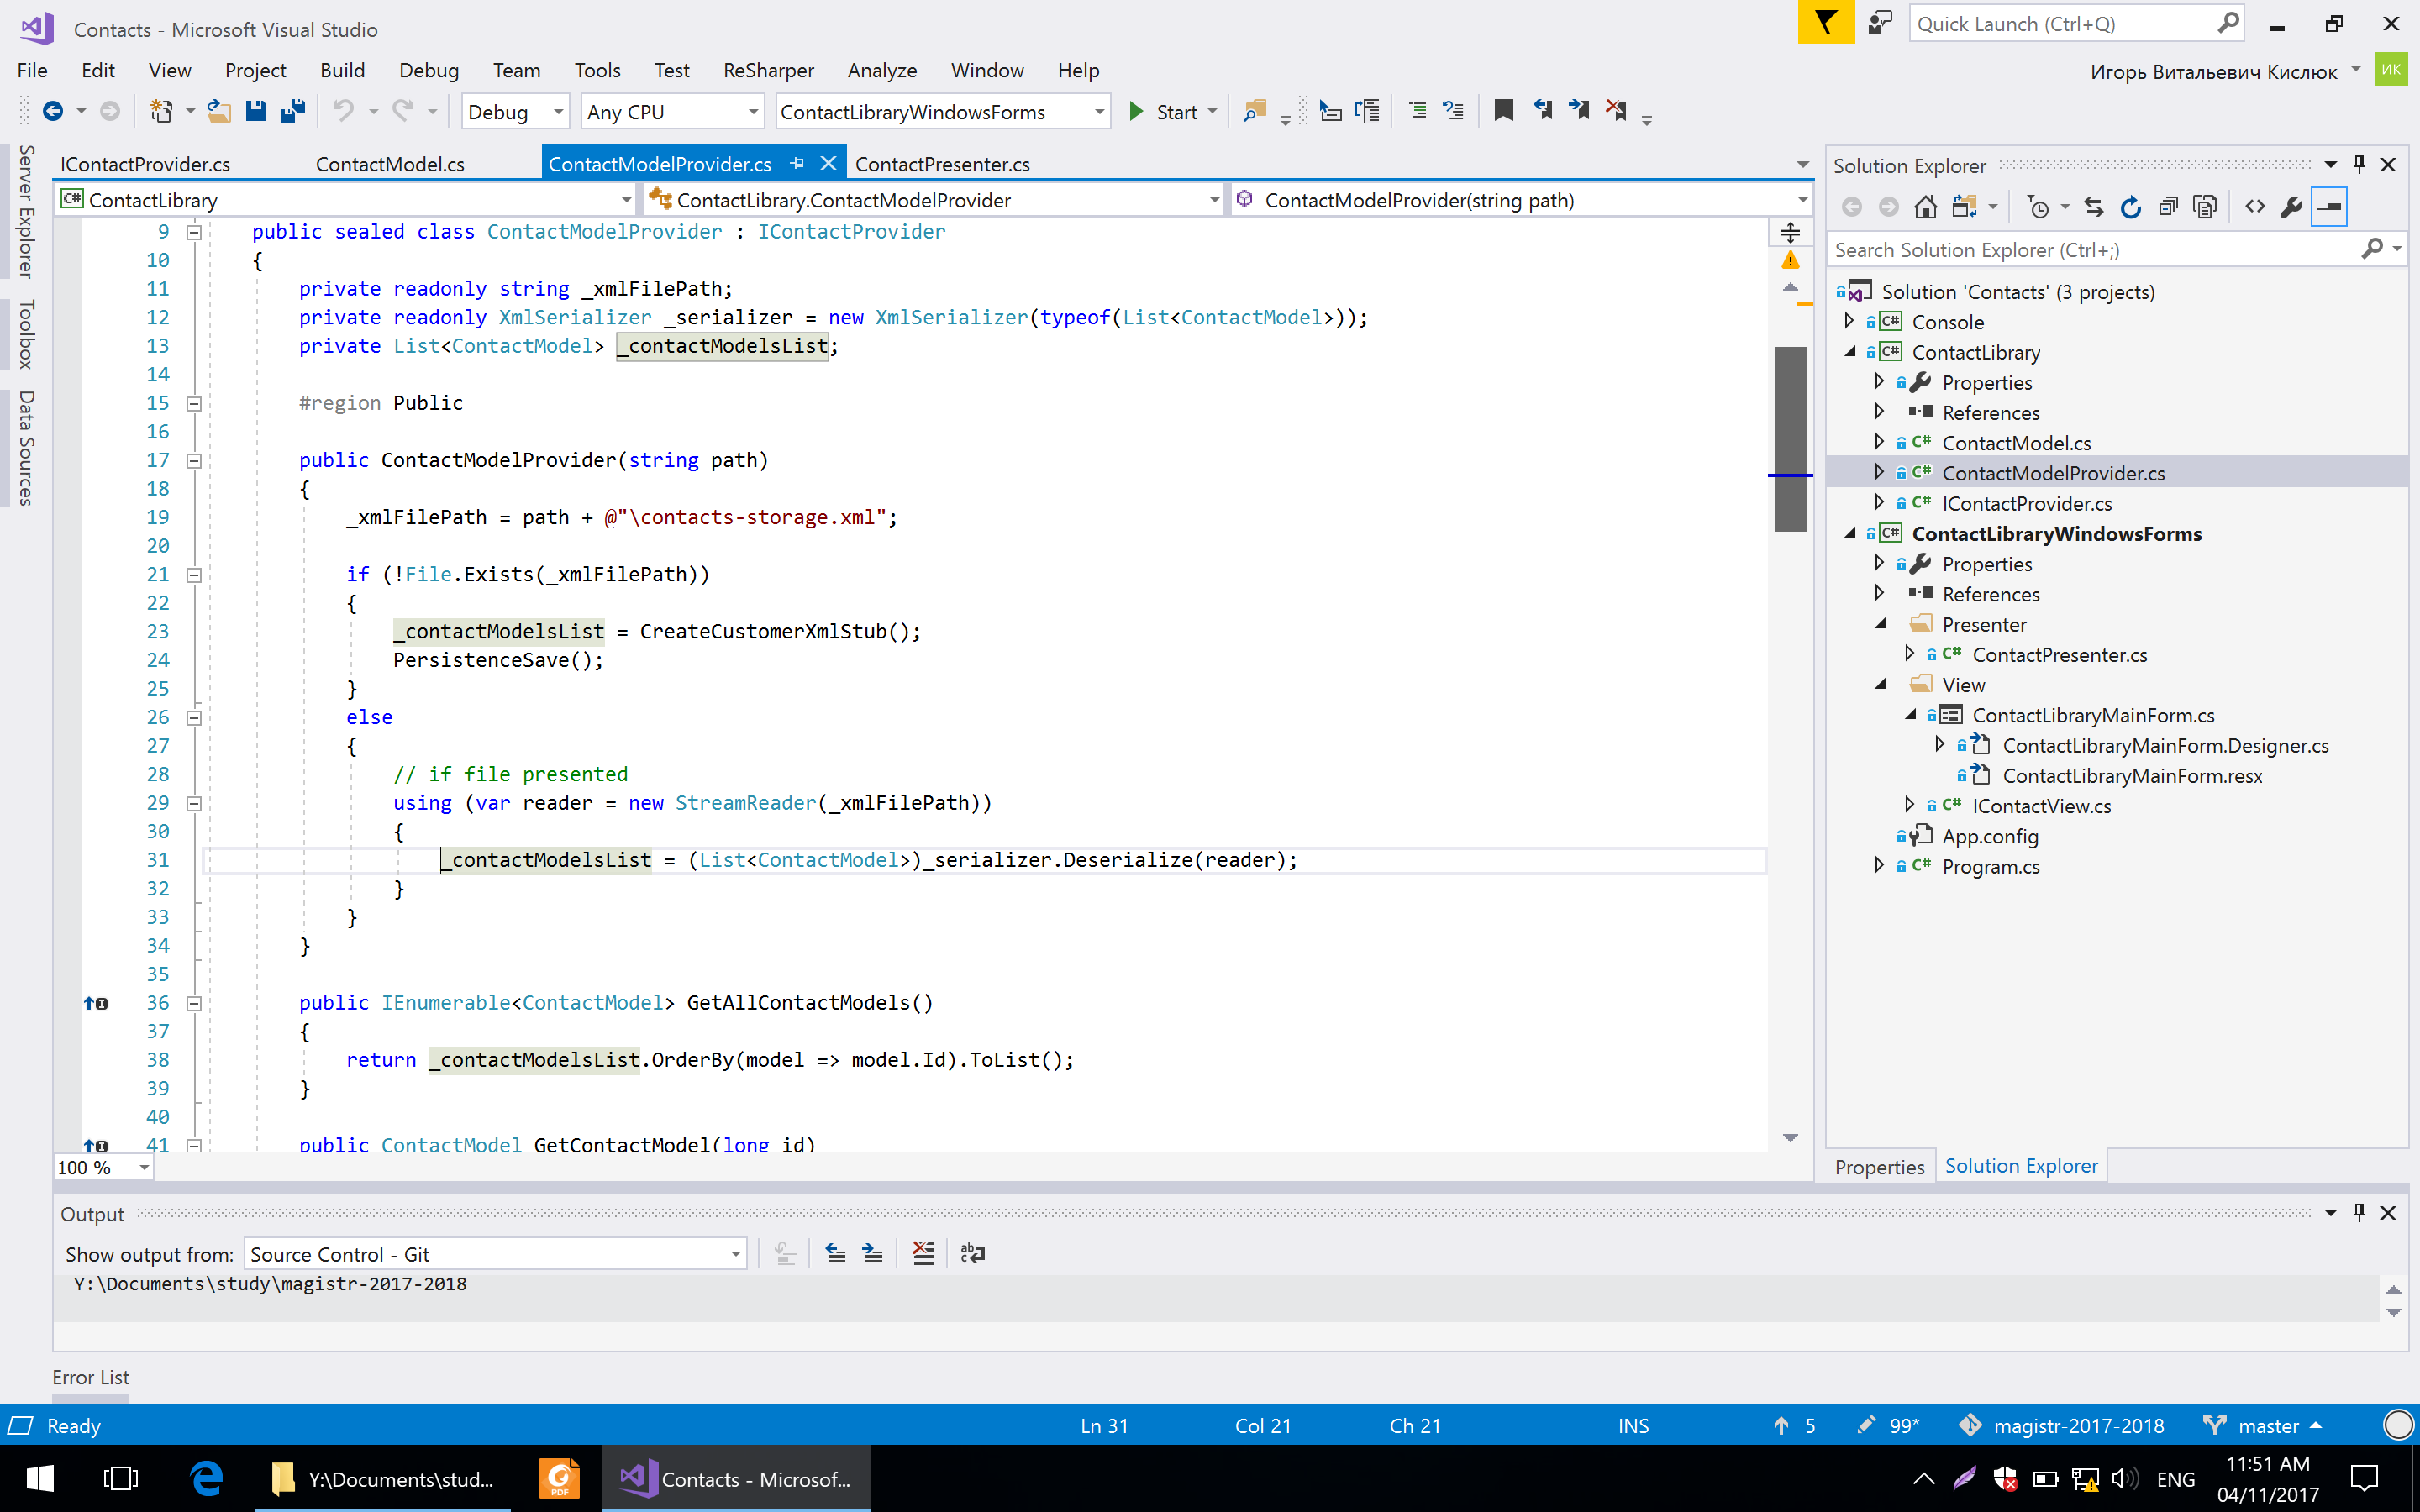 Contacts - Microsoft Visual Studio
Quick Launch (Ctrl+Q)
File Edit View Project Build Debug Team Tools Test ReSharper Analyze Window Help
Игорь Витальевич Кислюк ИК
Debug Any CPU ContactLibraryWindowsForms Start
Server Explorer
Toolbox
Data Sources
IContactProvider.cs ContactModel.cs ContactModelProvider.cs ContactPresenter.cs
C# ContactLibrary ContactLibrary.ContactModelProvider ContactModelProvider(string path)
9 public sealed class ContactModelProvider : IContactProvider
10 {
11 private readonly string _xmlFilePath;
12 private readonly XmlSerializer _serializer = new XmlSerializer(typeof(List<ContactModel>));
13 private List<ContactModel> _contactModelsList;
14
15 #region Public
16
17 public ContactModelProvider(string path)
18 {
19 _xmlFilePath = path + @"\contacts-storage.xml";
20
21 if (!File.Exists(_xmlFilePath))
22 {
23 _contactModelsList = CreateCustomerXmlStub();
24 PersistenceSave();
25 }
26 else
27 {
28 // if file presented
29 using (var reader = new StreamReader(_xmlFilePath))
30 {
31 _contactModelsList = (List<ContactModel>)_serializer.Deserialize(reader);
32 }
33 }
34 }
35
36 public IEnumerable<ContactModel> GetAllContactModels()
37 {
38 return _contactModelsList.OrderBy(model => model.Id).ToList();
39 }
40
41 public ContactModel GetContactModel(long id)
100 %
Solution Explorer
Search Solution Explorer (Ctrl+;)
Solution 'Contacts' (3 projects)
C# Console
C# ContactLibrary
Properties
References
C# ContactModel.cs
C# ContactModelProvider.cs
C# IContactProvider.cs
C# ContactLibraryWindowsForms
Properties
References
Presenter
C# ContactPresenter.cs
View
ContactLibraryMainForm.cs
ContactLibraryMainForm.Designer.cs
ContactLibraryMainForm.resx
C# IContactView.cs
App.config
C# Program.cs
Properties Solution Explorer
Output
Show output from: Source Control - Git
Y:\Documents\study\magistr-2017-2018
Error List
Ready Ln 31 Col 21 Ch 21 INS 5 99* magistr-2017-2018 master
Y:\Documents\stud... PDF Contacts - Microsof... ENG
11:51 AM
04/11/2017